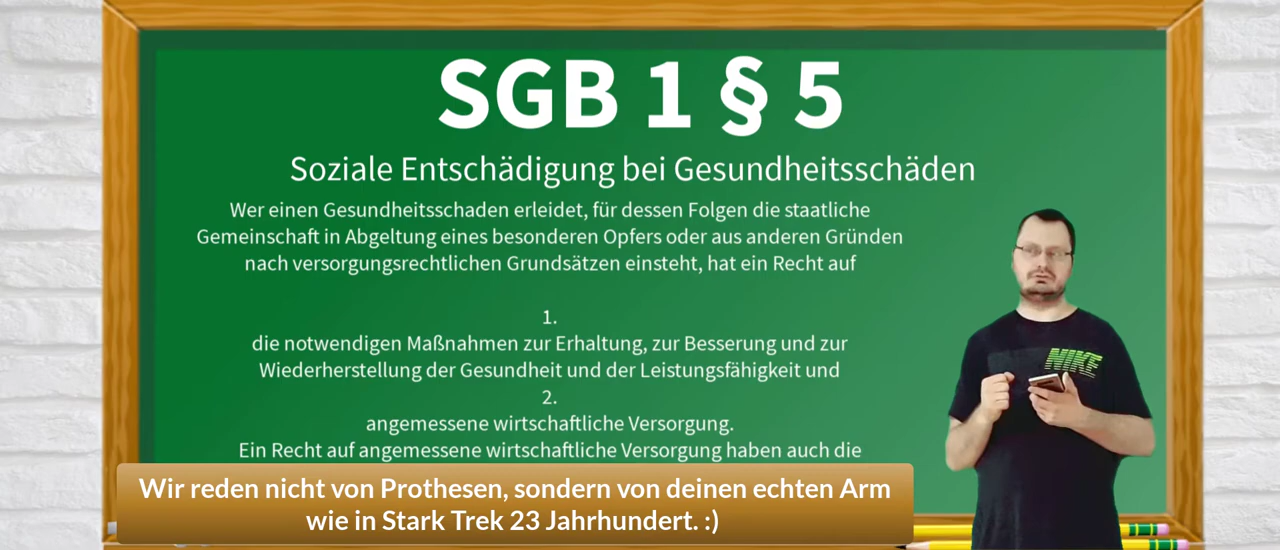 SGB 1 § 5
Soziale Entschädigung bei Gesundheitsschäden
Wer einen Gesundheitsschaden erleidet, für dessen Folgen die staatliche
Gemeinschaft in Abgeltung eines besonderen Opfers oder aus anderen Gründen
nach versorgungsrechtlichen Grundsätzen einsteht, hat ein Recht auf
1.
die notwendigen Maßnahmen zur Erhaltung, zur Besserung und zur
Wiederherstellung der Gesundheit und der Leistungsfähigkeit und
2.
angemessene wirtschaftliche Versorgung.
Ein Recht auf angemessene wirtschaftliche Versorgung haben auch die
NIKE
Wir reden nicht von Prothesen, sondern von deinen echten Arm
wie in Stark Trek 23 Jahrhundert. :)